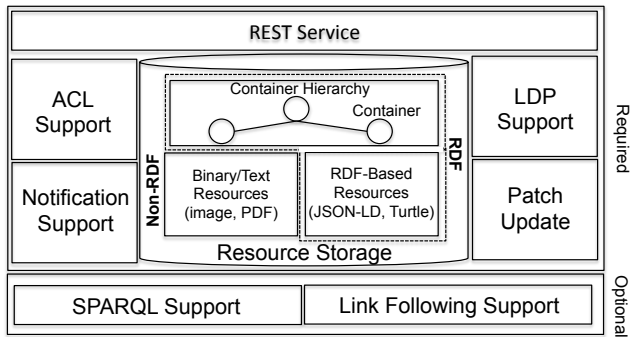 REST Service
ACL
Support
Notification
Support
Non-RDF
Container Hierarchy
Container
RDF
Binary/Text
Resources
(image, PDF)
RDF-Based
Resources
(JSON-LD, Turtle)
Resource Storage
LDP
Support
Patch
Update
Required
SPARQL Support
Link Following Support
Optional